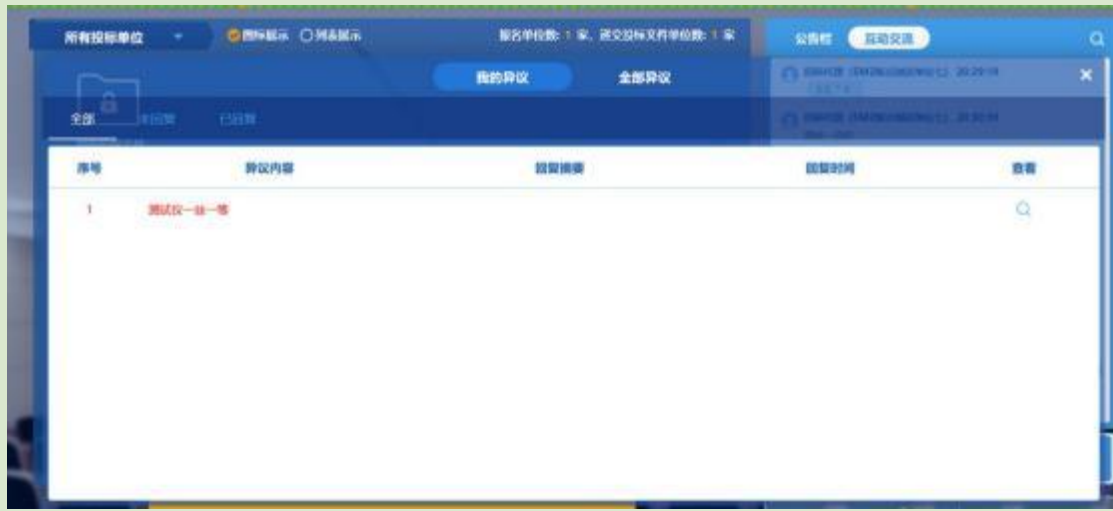 所有投标单位 图标展示 列表展示 报名单位数: 1 家、递交投标文件单位数: 1 家 公告栏 互动交流
我的异议 全部异议
全部 未回复 已回复
序号 异议内容 回复摘要 回复时间 查看
1